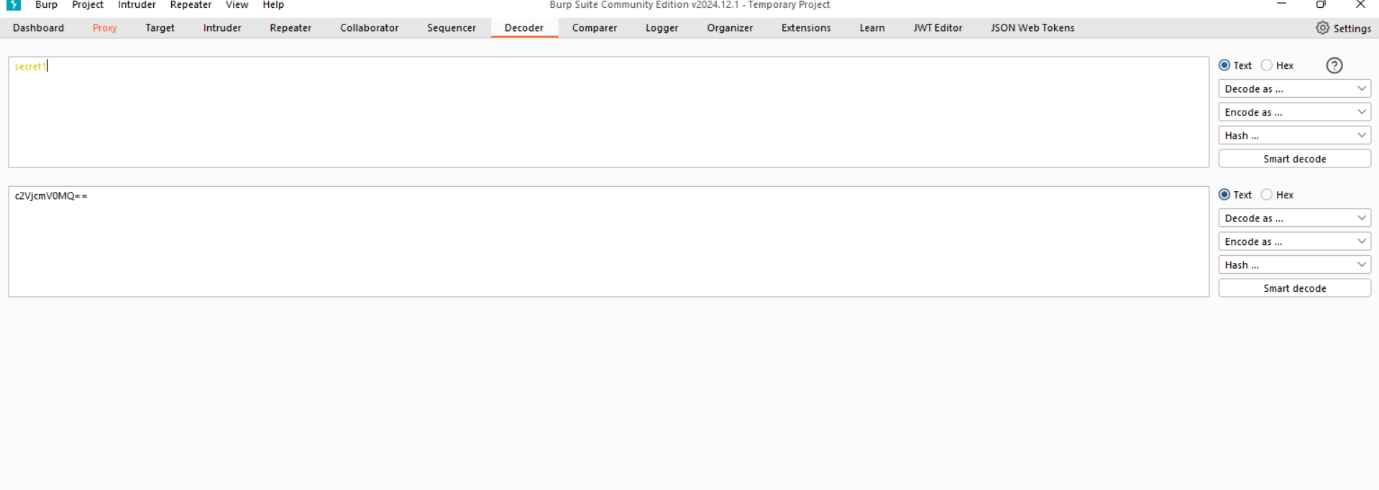 Burp Project Intruder Repeater View Help Burp Suite Community Edition v2024.12.1 - Temporary Project
Dashboard Proxy Target Intruder Repeater Collaborator Sequencer Decoder Comparer Logger Organizer Extensions Learn JWT Editor JSON Web Tokens Settings
secret1 Text Hex ?
Decode as ...
Encode as ...
Hash ...
Smart decode
c2VjcmV0MQ== Text Hex
Decode as ...
Encode as ...
Hash ...
Smart decode